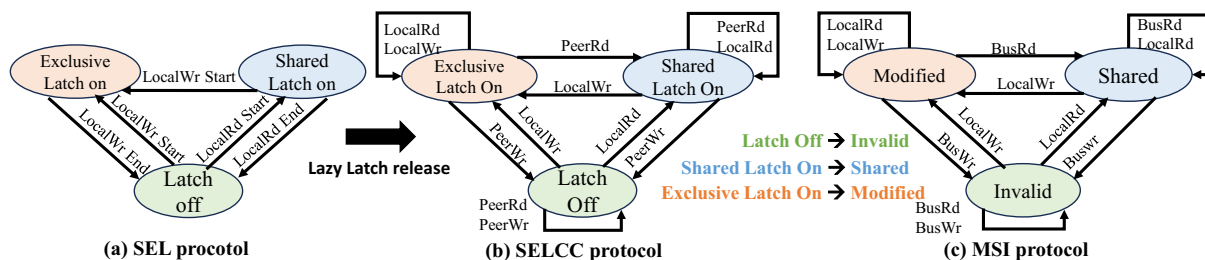 Exclusive
Latch on
Shared
Latch on
LocalWr Start
LocalWr End
LocalWr Start
LocalRd Start
LocalRd End
Latch
off
(a) SEL procotol
Lazy Latch release
LocalRd
LocalWr
Exclusive
Latch On
PeerRd
LocalWr
PeerRd
LocalRd
Shared
Latch On
PeerWr
LocalWr
LocalRd
PeerWr
Latch
Off
PeerRd
PeerWr
(b) SELCC protocol
Latch Off → Invalid
Shared Latch On → Shared
Exclusive Latch On → Modified
LocalRd
LocalWr
Modified
BusRd
LocalWr
BusRd
LocalRd
Shared
BusWr
LocalWr
LocalRd
Buswr
Invalid
BusRd
BusWr
(c) MSI protocol